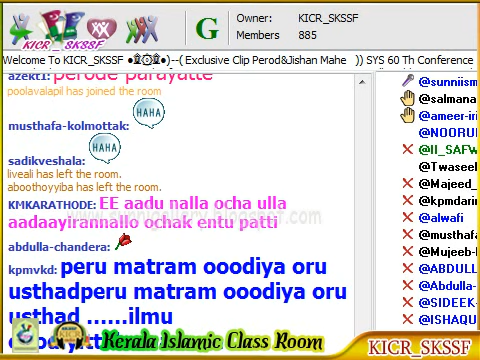 KICR_SKSSF
G
Owner: KICR_SKSSF
Members 885
Welcome To KICR_SKSSF ●۩۞۩●)--( Exclusive Clip Perod&Jishan Mahe )) SYS 60 Th Conference
azekt1: perode parayatte
poolavalapil has joined the room
musthafa-kolmottak: HAHA
sadikveshala: HAHA
liveali has left the room.
aboothoyyiba has left the room.
KMKARATHODE: EE aadu nalla ocha ulla
aadaayirannallo ochak entu patti
abdulla-chandera:
kpmvkd: peru matram ooodiya oru
usthadperu matram ooodiya oru
usthad ......ilmu
@sunniism
@salmana
@ameer-iri
@NOORUL
@II_SAFW
@Twaseel
@Majeed_
@kpmdarin
@alwafi
@musthafa
@Mujeeb-l
@ABDULL
@Abdulla-
@SIDEEK-
@ISHAQU
Kerala Islamic Class Room
KICR_SKSSF